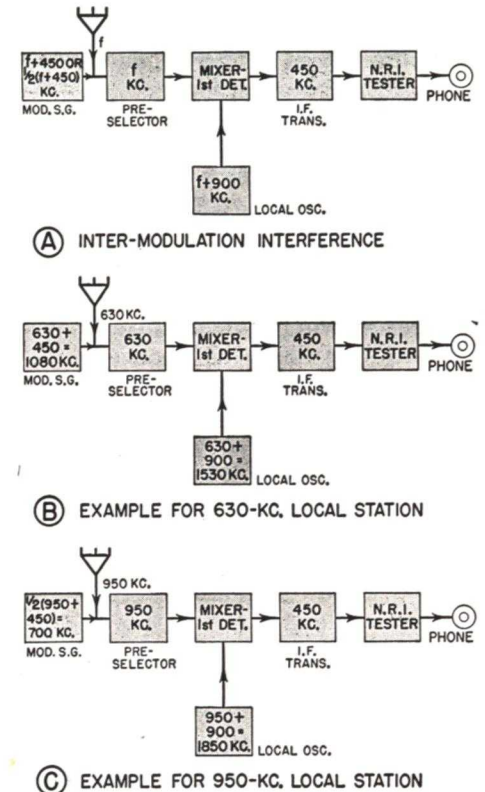 f
f+450 OR
1/2(f+450)
KC.
MOD. S.G.
f
KC.
PRE-
SELECTOR
MIXER-
1st DET.
450
KC.
I.F.
TRANS.
N.R.I.
TESTER
PHONE
f+900
KC.
LOCAL OSC.
A INTER-MODULATION INTERFERENCE
630 KC.
630+
450=
1080KC.
MOD. S.G.
630
KC.
PRE-
SELECTOR
MIXER-
1st DET.
450
KC.
I.F.
TRANS.
N.R.I.
TESTER
PHONE
630+
900=
1530 KC.
LOCAL OSC.
B EXAMPLE FOR 630-KC. LOCAL STATION
950 KC.
1/2(950+
450)=
700 KC.
MOD. S.G.
950
KC.
PRE-
SELECTOR
MIXER-
1st DET.
450
KC.
I.F.
TRANS.
N.R.I.
TESTER
PHONE
950+
900=
1850KC.
LOCAL OSC.
C EXAMPLE FOR 950-KC. LOCAL STATION